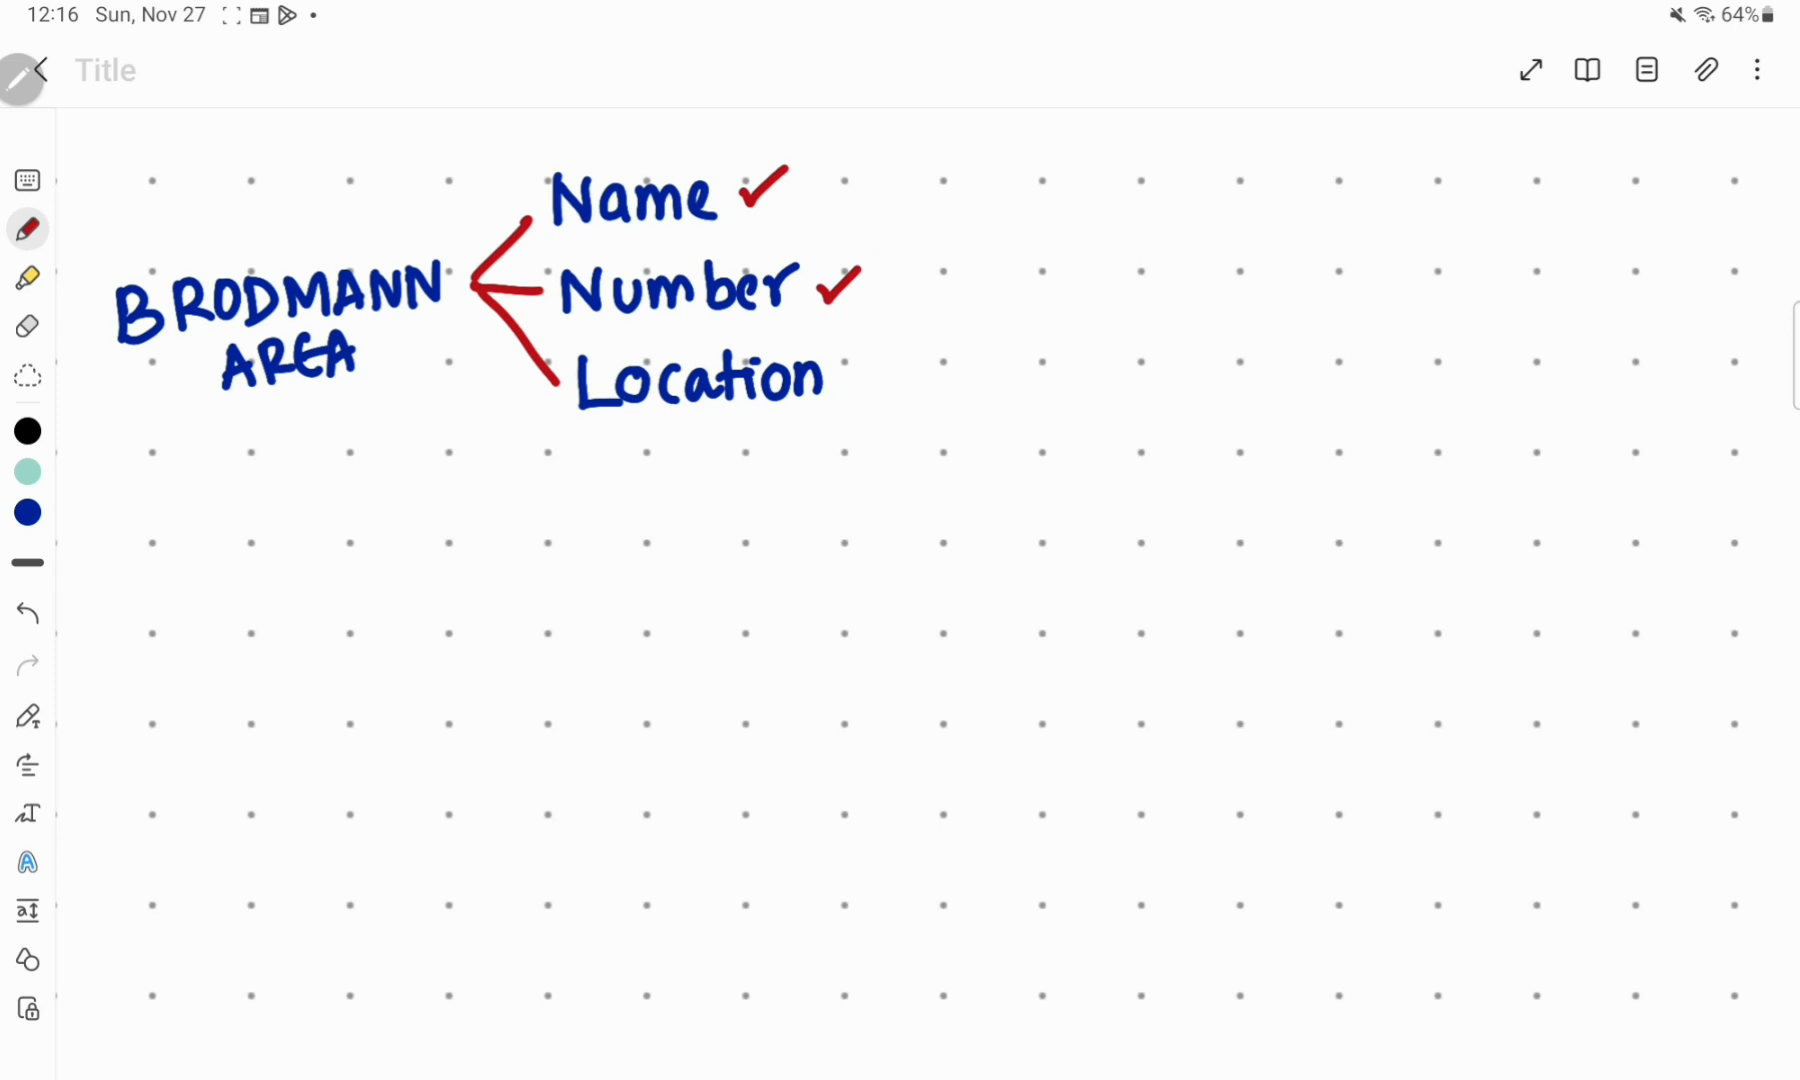 12:16 Sun, Nov 27 64%
Title
Name
BRODMANN Number
AREA
Location